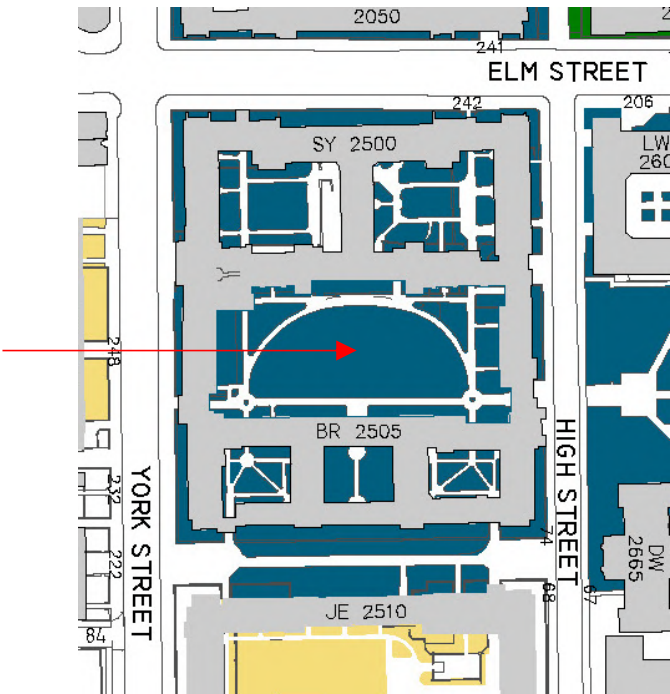 2050
241
ELM STREET
242
206
SY 2500
LW
260
248
BR 2505
HIGH STREET
YORK STREET
232
222
74
DW
2665
68
67
JE 2510
84